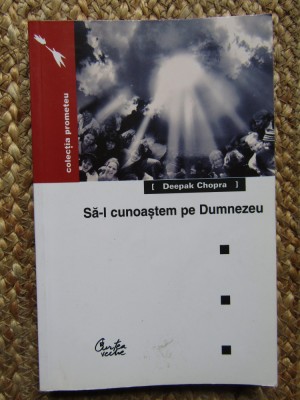 colecția prometeu
[ Deepak Chopra ]
Să-l cunoaștem pe Dumnezeu
Curtea
veche